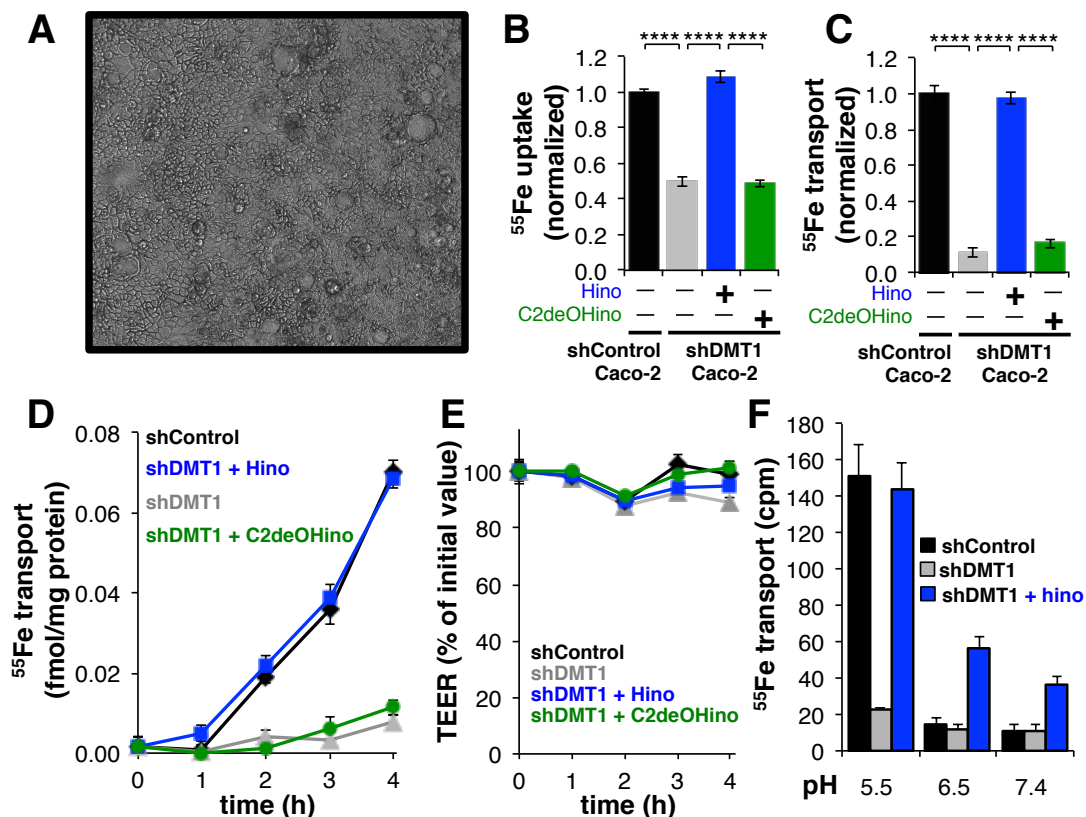 A
B
**** **** ****
⁵⁵Fe uptake
(normalized)
1.2
1.0
0.8
0.6
0.4
0.2
0.0
Hino – – + –
C2deOHino – – – +
shControl shDMT1
Caco-2 Caco-2
C
**** **** ****
⁵⁵Fe transport
(normalized)
1.2
1.0
0.8
0.6
0.4
0.2
0.0
Hino – – + –
C2deOHino – – – +
shControl shDMT1
Caco-2 Caco-2
D
⁵⁵Fe transport
(fmol/mg protein)
0.08
0.06
0.04
0.02
0.00
shControl
shDMT1 + Hino
shDMT1
shDMT1 + C2deOHino
0 1 2 3 4
time (h)
E
TEER (% of initial value)
100
80
60
40
20
0
shControl
shDMT1
shDMT1 + Hino
shDMT1 + C2deOHino
0 1 2 3 4
time (h)
F
⁵⁵Fe transport (cpm)
180
160
140
120
100
80
60
40
20
0
shControl
shDMT1
shDMT1 + hino
pH 5.5 6.5 7.4